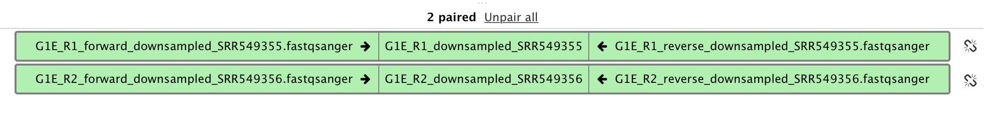 2 paired Unpair all
G1E_R1_forward_downsampled_SRR549355.fastqsanger → G1E_R1_downsampled_SRR549355 ← G1E_R1_reverse_downsampled_SRR549355.fastqsanger
G1E_R2_forward_downsampled_SRR549356.fastqsanger → G1E_R2_downsampled_SRR549356 ← G1E_R2_reverse_downsampled_SRR549356.fastqsanger